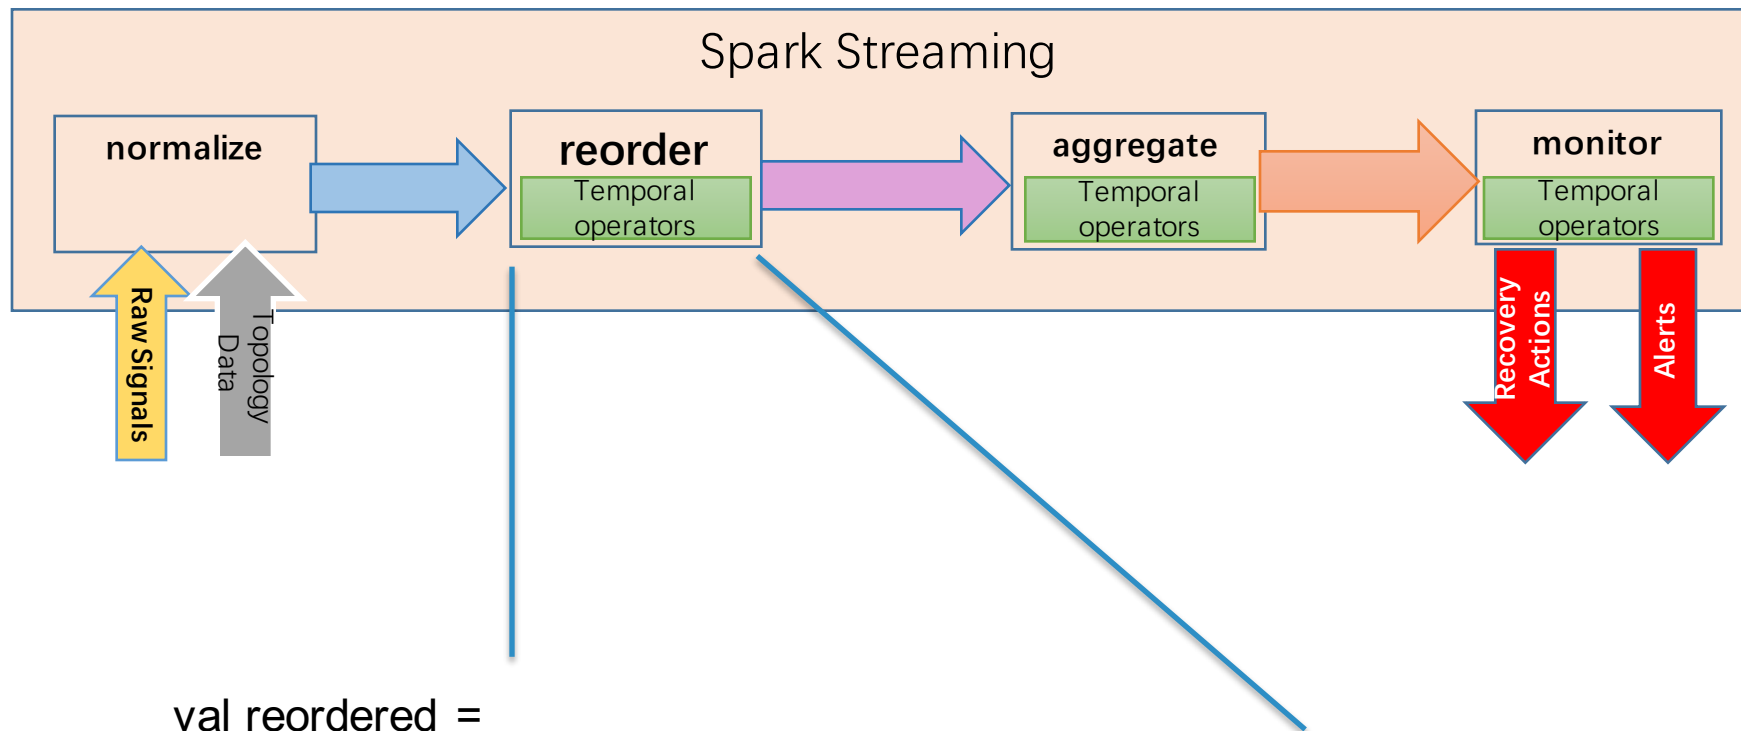 Spark Streaming
normalize
reorder
Temporal
operators
aggregate
Temporal
operators
monitor
Temporal
operators
Raw Signals
Topology
Data
Recovery
Actions
Alerts
val reordered =